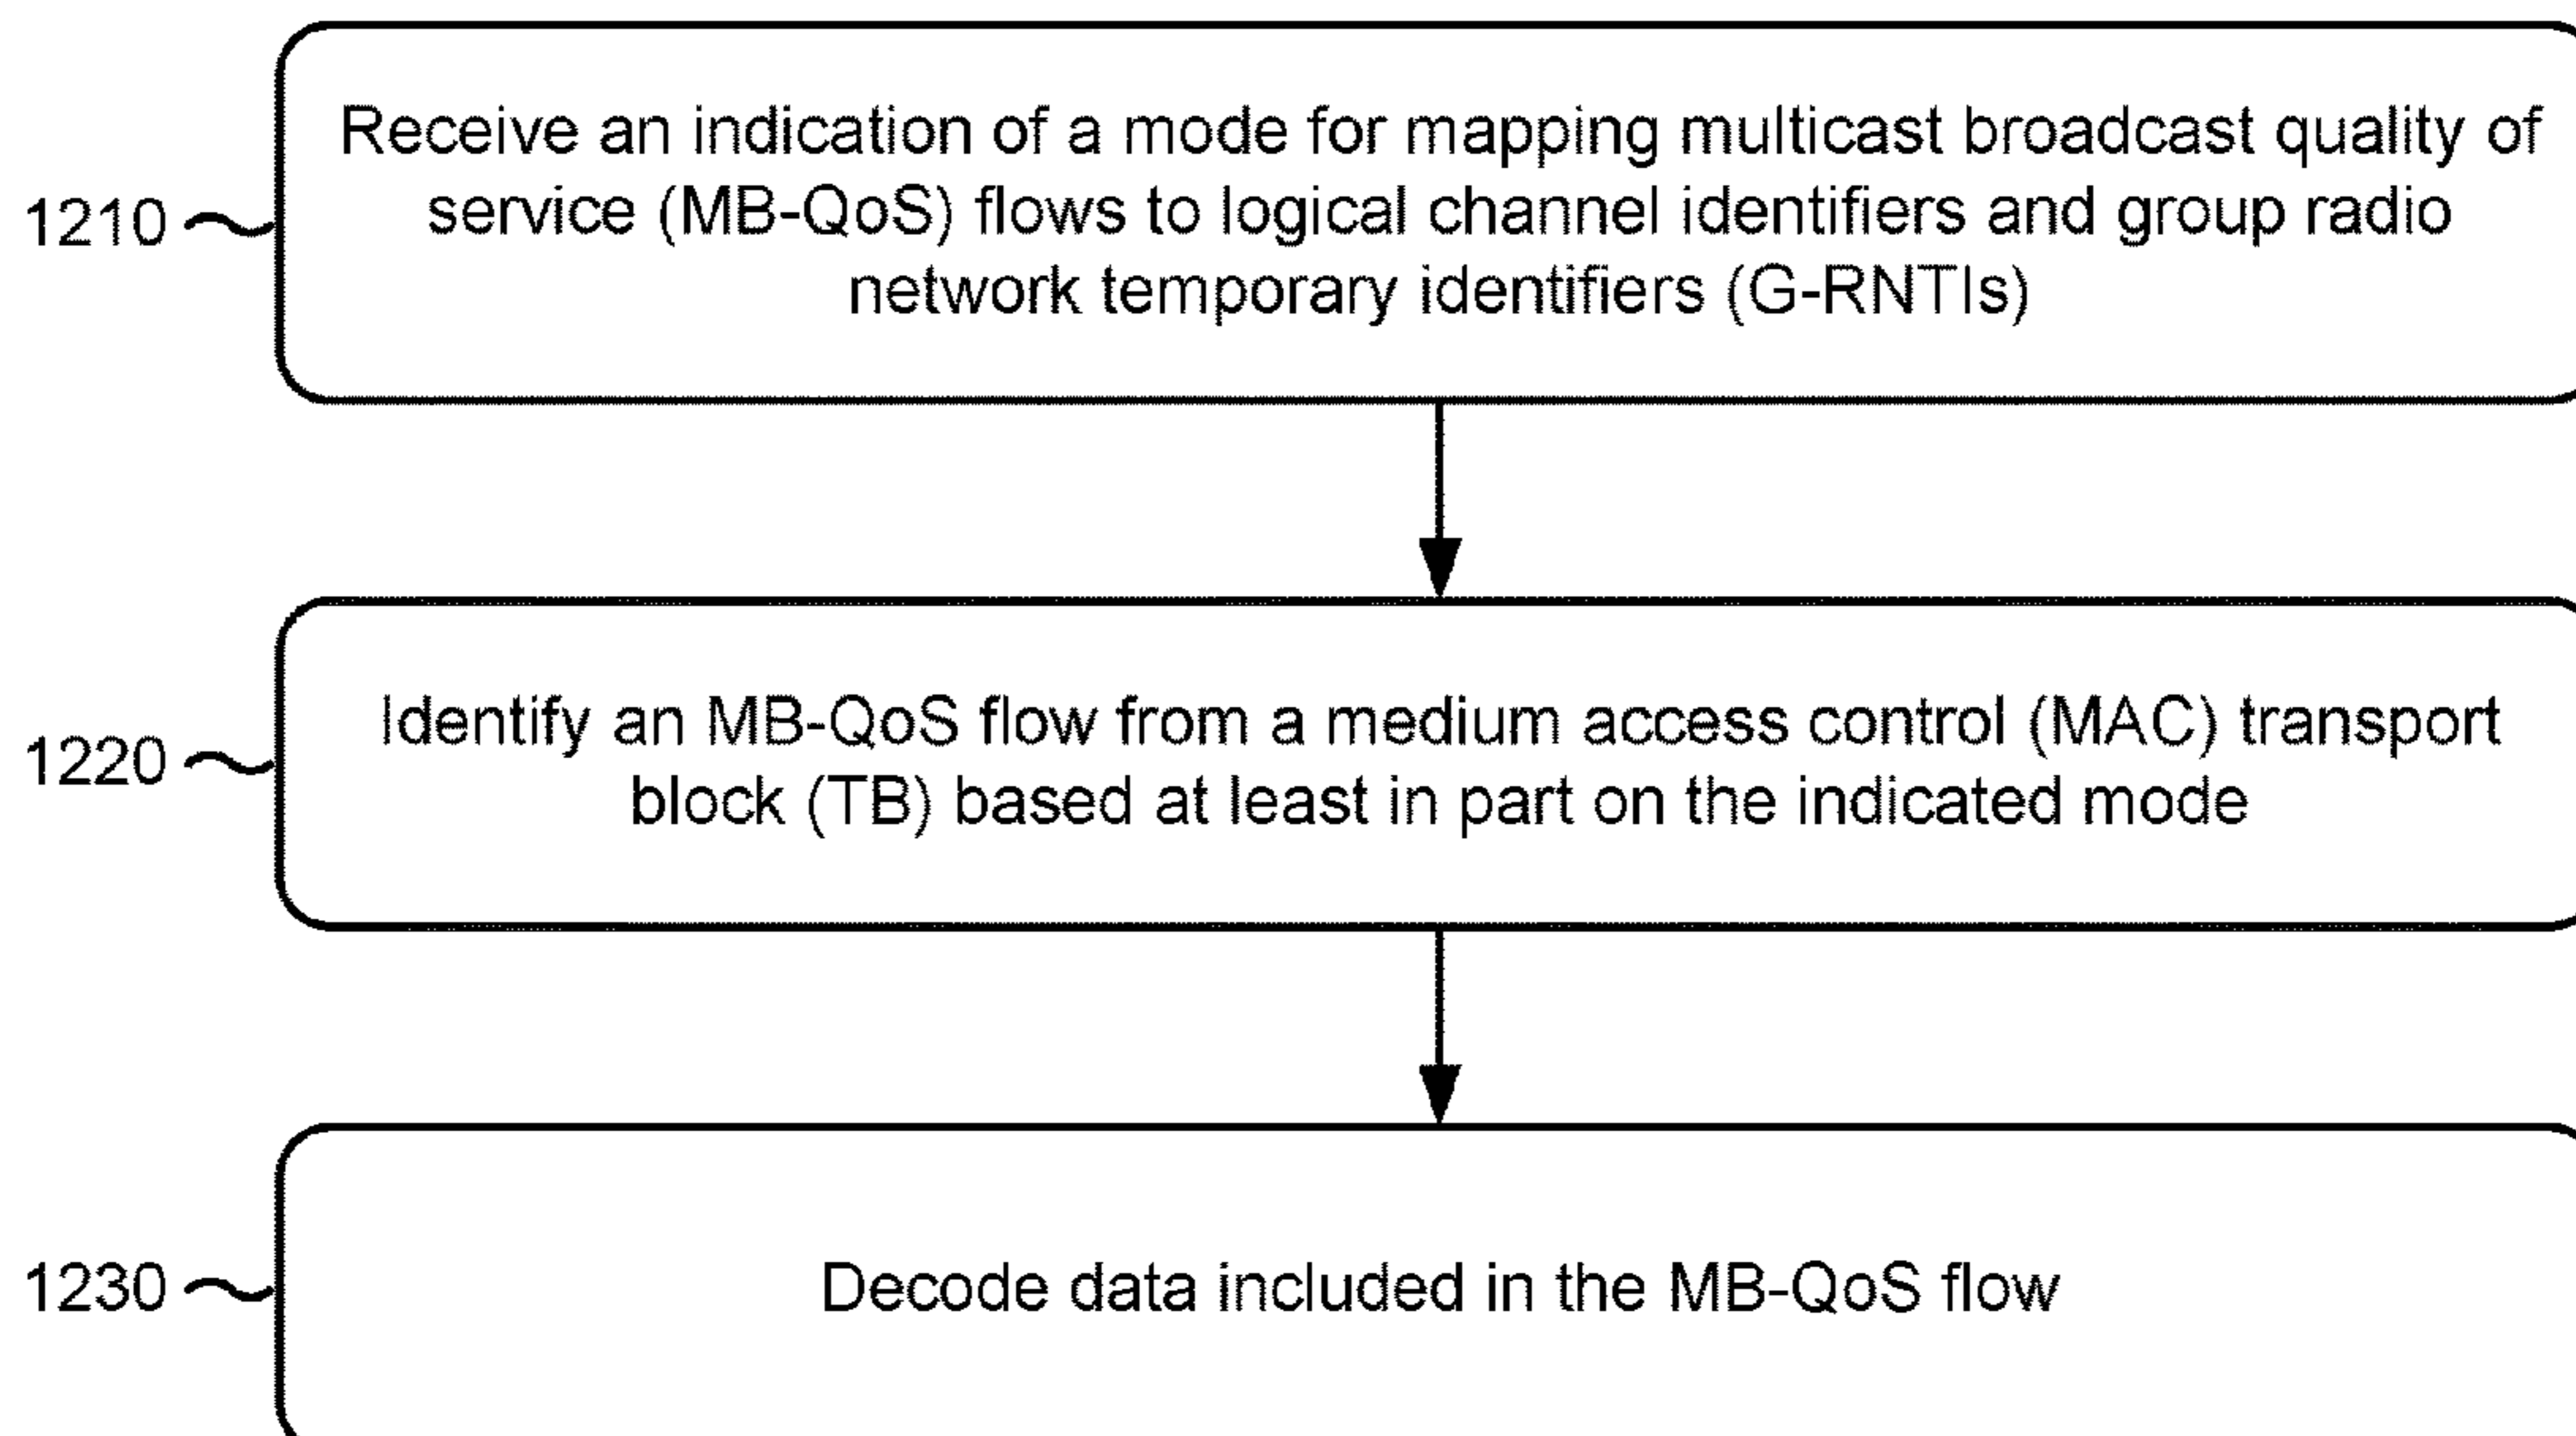 Receive an indication of a mode for mapping multicast broadcast quality of
1210 service (MB-QoS) flows to logical channel identifiers and group radio
network temporary identifiers (G-RNTIs)
Identify an MB-QoS flow from a medium access control (MAC) transport
1220
block (TB) based at least in part on the indicated mode
1230 Decode data included in the MB-QoS flow